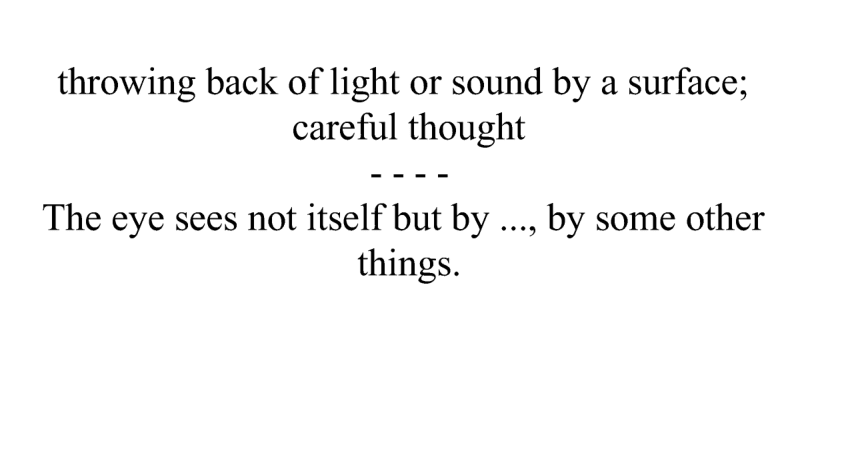 throwing back of light or sound by a surface;
careful thought
- - - -
The eye sees not itself but by ..., by some other
things.